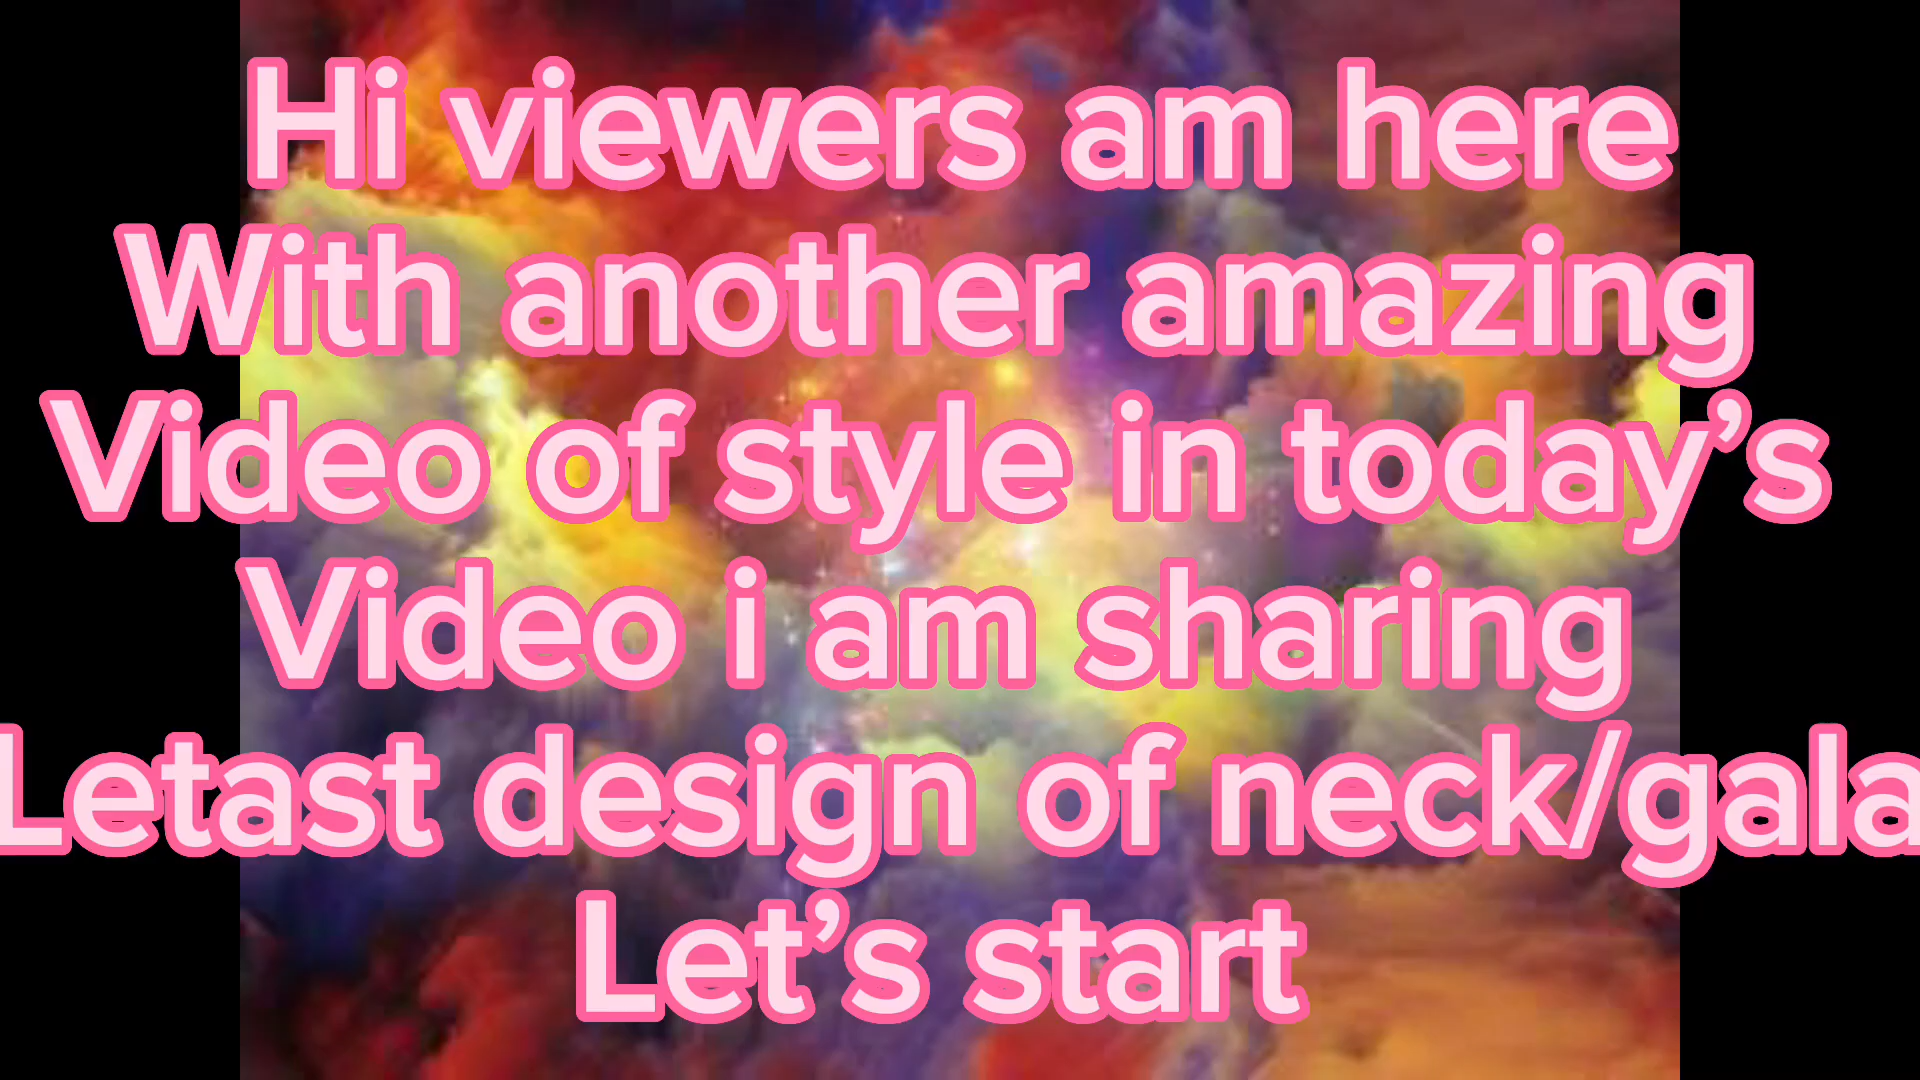 Hi viewers am here
With another amazing
Video of style in today’s
Video i am sharing
Letast design of neck/gala
Let’s start